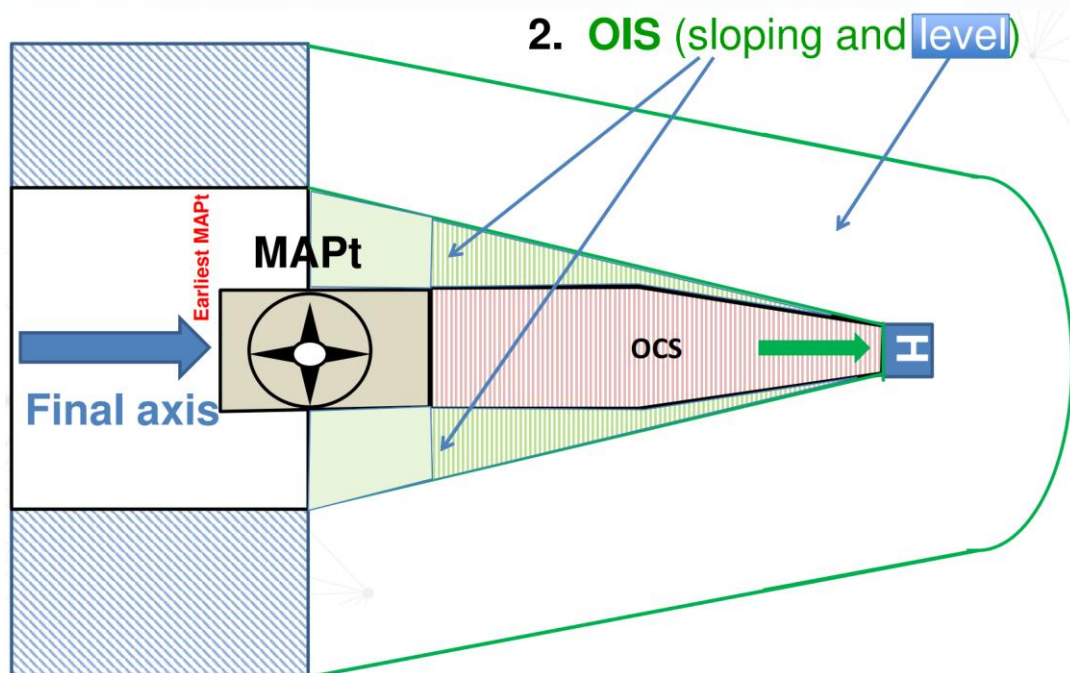 2. OIS (sloping and level)
Earliest MAPt
MAPt
OCS
H
Final axis